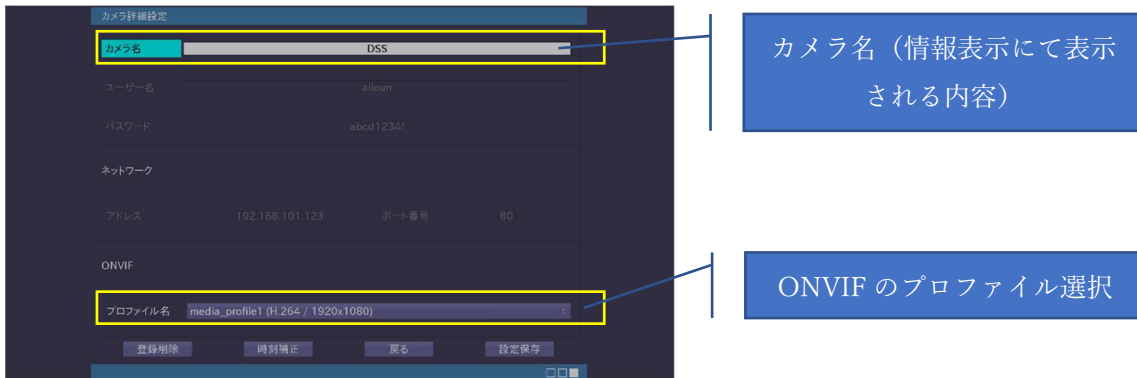 カメラ詳細設定
カメラ名 DSS
ユーザー名 aileun
パスワード abcd1234!
ネットワーク
アドレス 192.168.101.123 ポート番号 80
ONVIF
プロファイル名 media_profile1 (H.264 / 1920x1080)
登録削除 時刻補正 戻る 設定保存
カメラ名（情報表示にて表示
される内容）
ONVIF のプロファイル選択